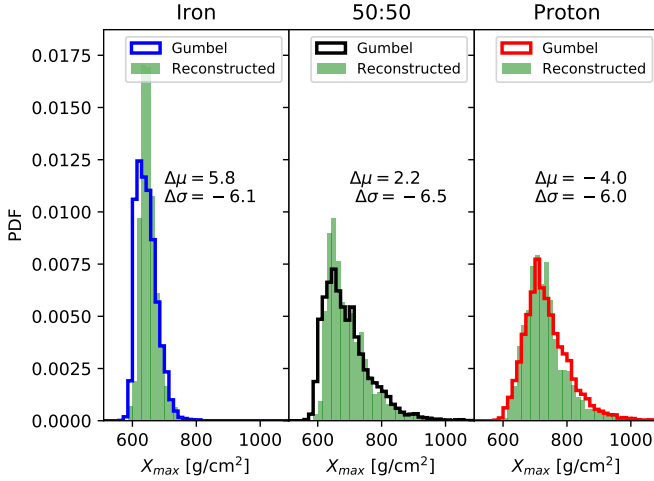 Iron 50:50 Proton
Gumbel
Reconstructed
Gumbel
Reconstructed
Gumbel
Reconstructed
Δμ = 5.8
Δσ = −6.1
Δμ = 2.2
Δσ = −6.5
Δμ = −4.0
Δσ = −6.0
PDF
0.0175
0.0150
0.0125
0.0100
0.0075
0.0050
0.0025
0.0000
600 800 1000
600 800 1000
600 800 1000
X_max [g/cm²]
X_max [g/cm²]
X_max [g/cm²]